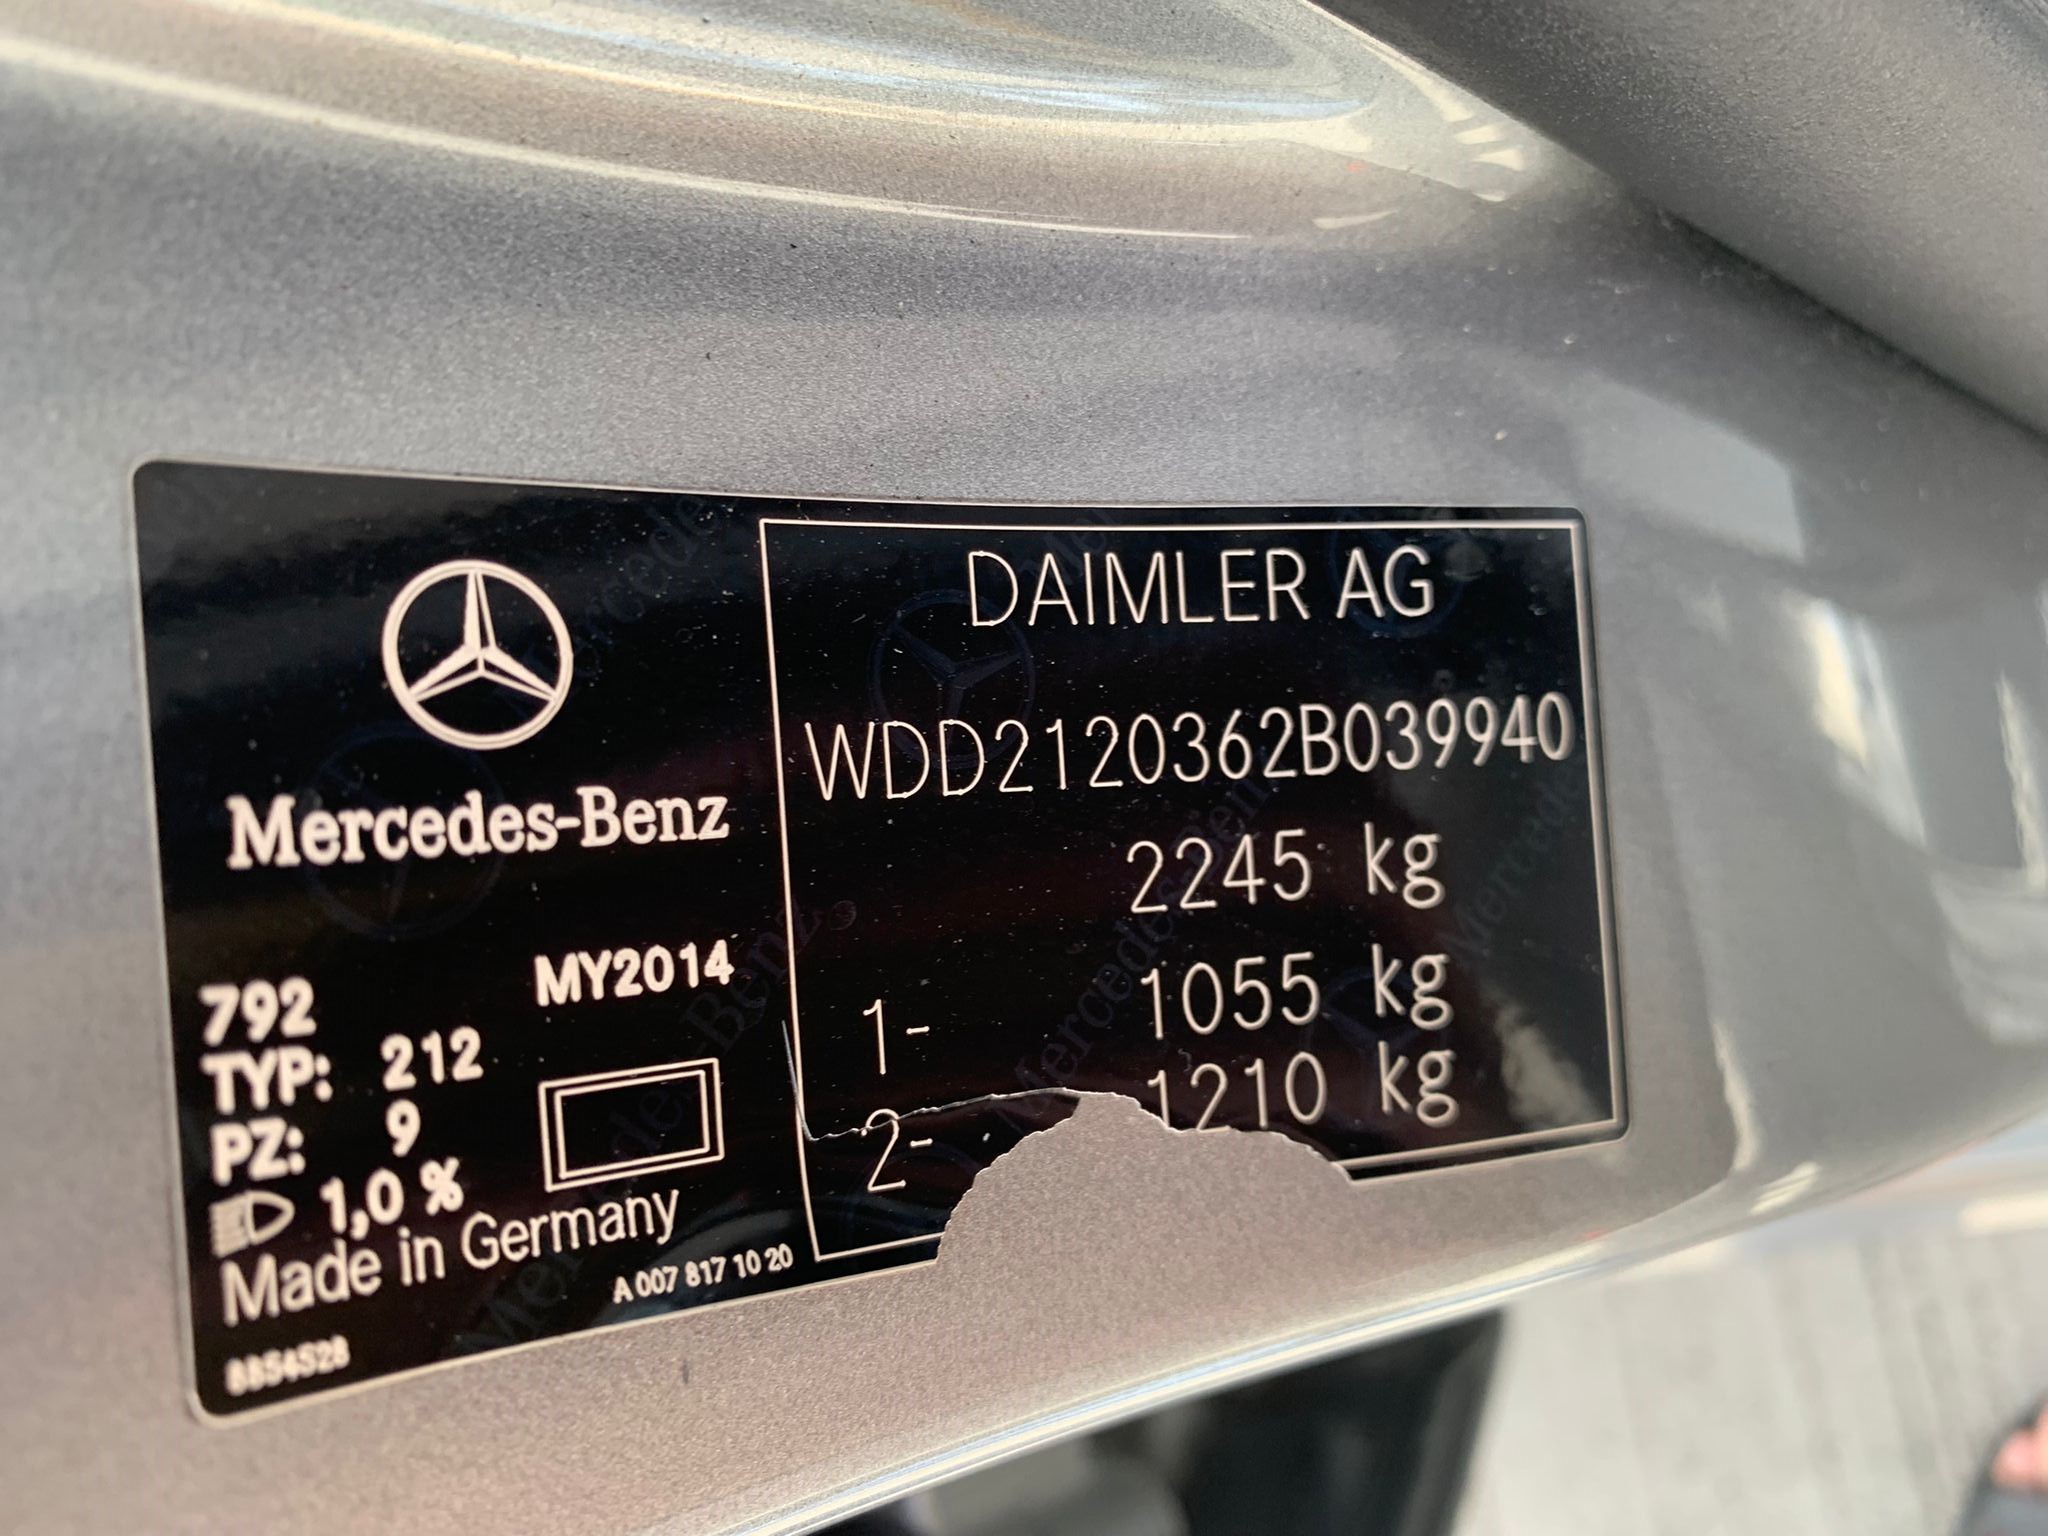 Mercedes-Benz
792 MY2014
TYP: 212
PZ: 9
1,0 %
Made in Germany
A 007 817 10 20
DAIMLER AG
WDD2120362B039940
2245 kg
1- 1055 kg
2- 1210 kg